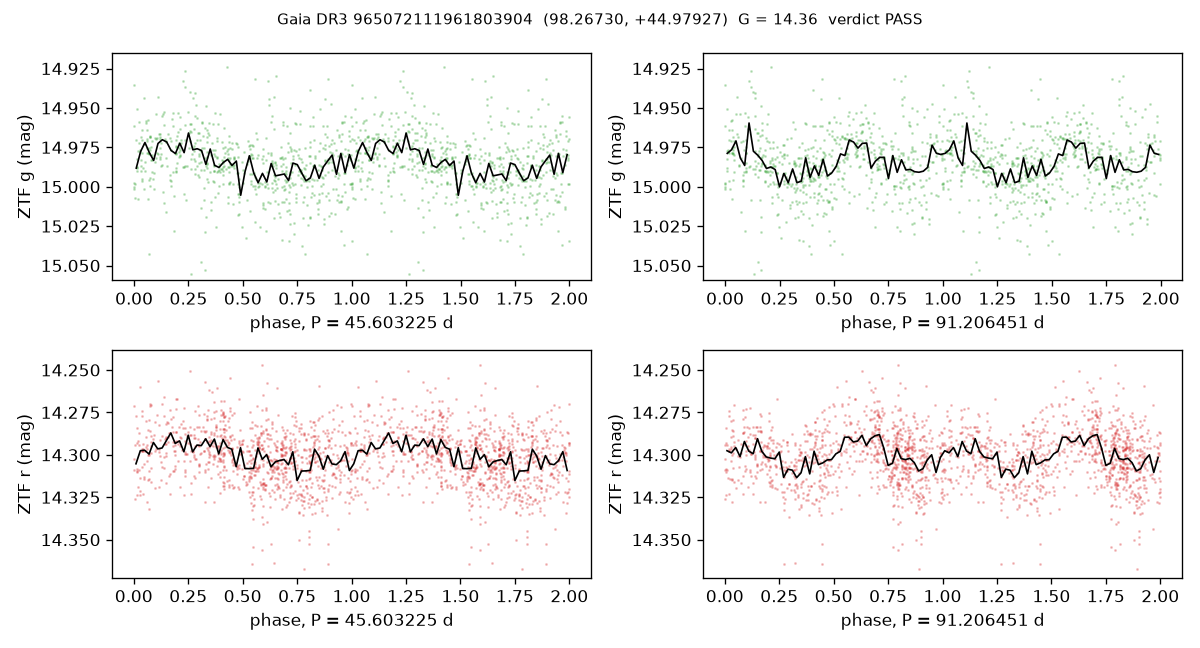 Gaia DR3 965072111961803904 (98.26730, +44.97927) G = 14.36 verdict PASS
ZTF g (mag)
14.925
14.950
14.975
15.000
15.025
15.050
0.00 0.25 0.50 0.75 1.00 1.25 1.50 1.75 2.00
phase, P = 45.603225 d
ZTF g (mag)
14.925
14.950
14.975
15.000
15.025
15.050
0.00 0.25 0.50 0.75 1.00 1.25 1.50 1.75 2.00
phase, P = 91.206451 d
ZTF r (mag)
14.250
14.275
14.300
14.325
14.350
0.00 0.25 0.50 0.75 1.00 1.25 1.50 1.75 2.00
phase, P = 45.603225 d
ZTF r (mag)
14.250
14.275
14.300
14.325
14.350
0.00 0.25 0.50 0.75 1.00 1.25 1.50 1.75 2.00
phase, P = 91.206451 d